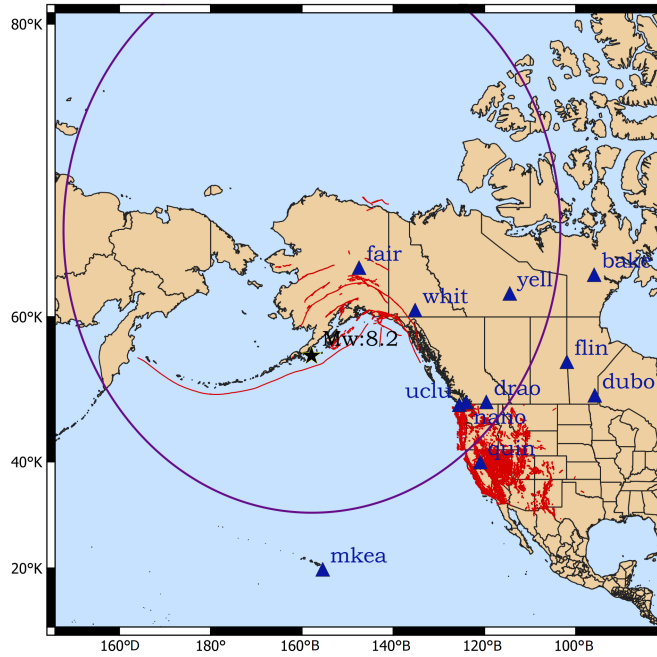 80°K
60°K
40°K
20°K
fair
whit
yell
bake
Mw:8.2
flin
uclu
drao
dubo
nano
quin
mkea
160°D
180°
160°B
140°B
120°B
100°B